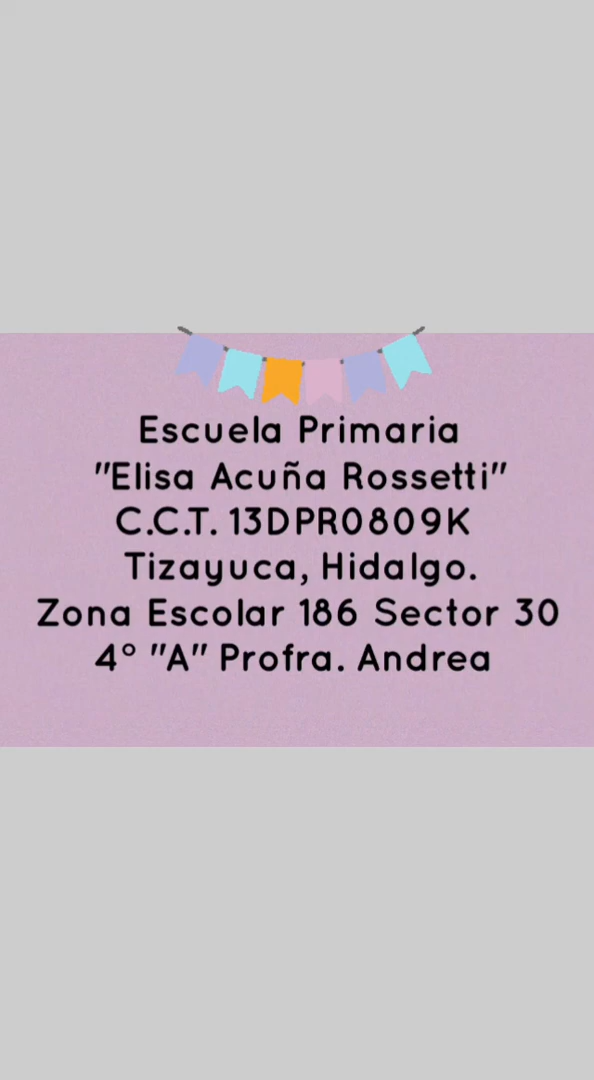 Escuela Primaria
"Elisa Acuña Rossetti"
C.C.T. 13DPR0809K
Tizayuca, Hidalgo.
Zona Escolar 186 Sector 30
4° "A" Profra. Andrea